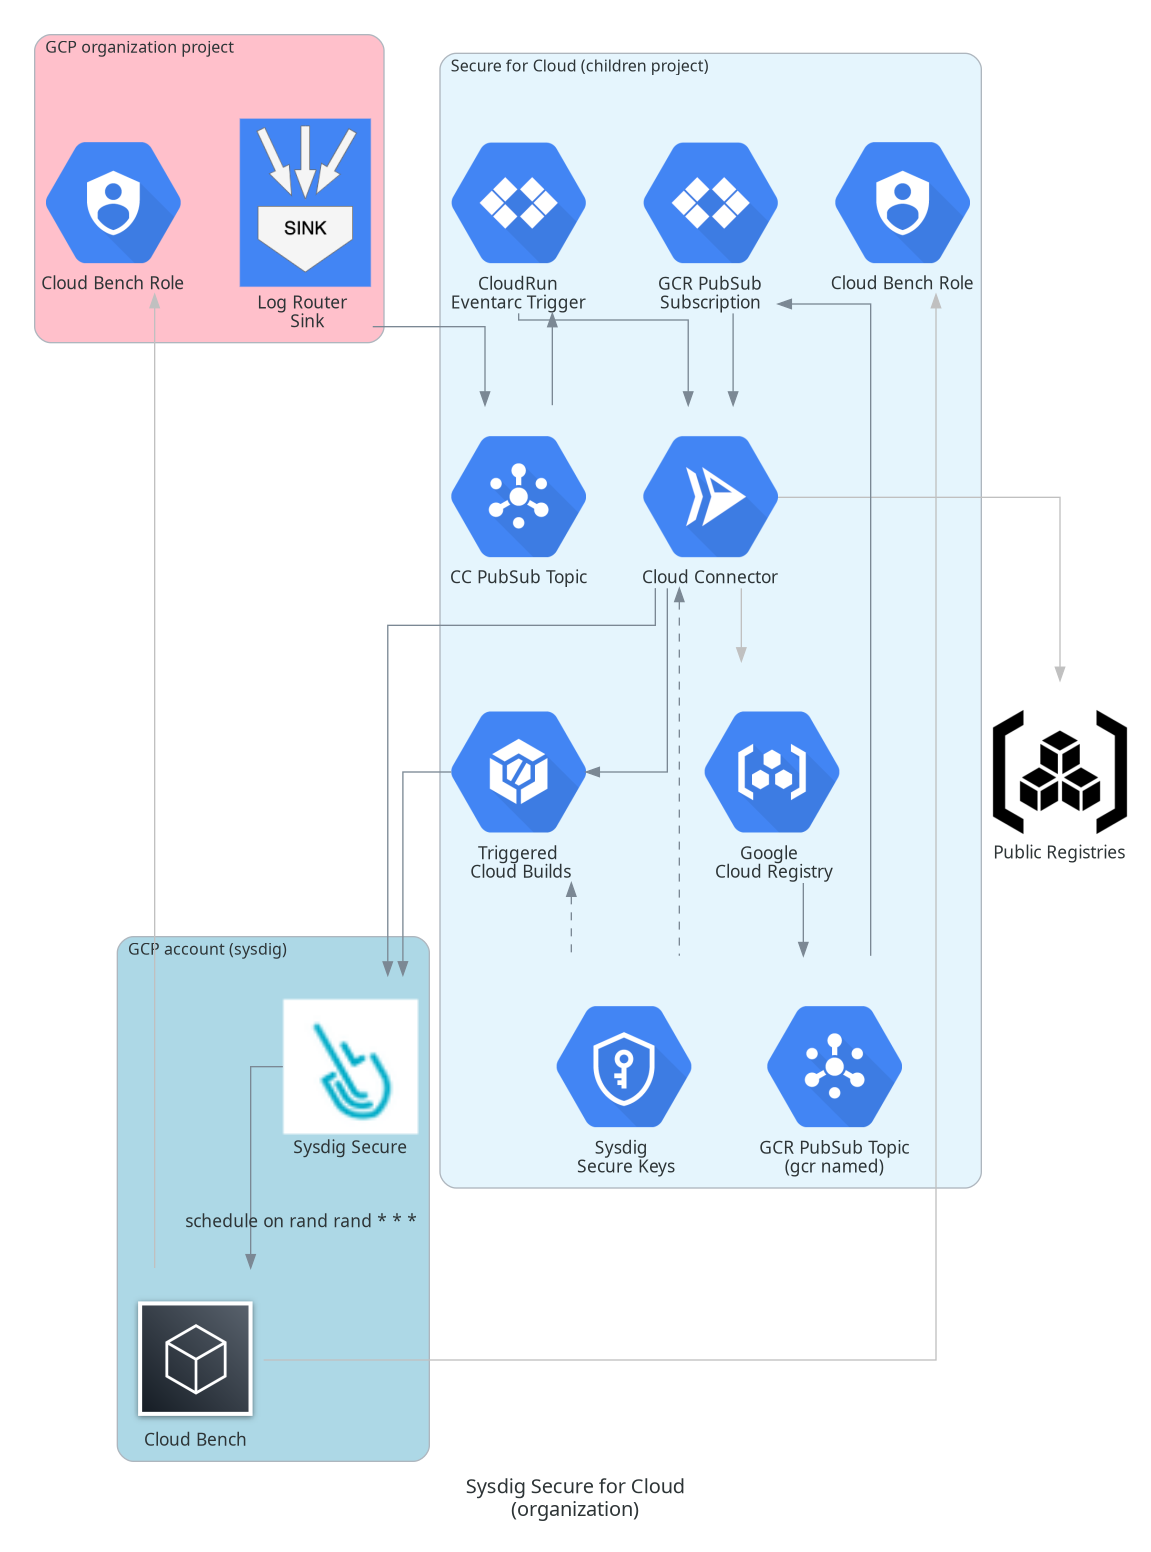 GCP organization project
Secure for Cloud (children project)
SINK
Cloud Bench Role
Log Router
Sink
CloudRun
Eventarc Trigger
GCR PubSub
Subscription
Cloud Bench Role
CC PubSub Topic
Cloud Connector
Triggered
Cloud Builds
Google
Cloud Registry
Public Registries
GCP account (sysdig)
Sysdig Secure
Sysdig
Secure Keys
GCR PubSub Topic
(gcr named)
schedule on rand rand * * *
Cloud Bench
Sysdig Secure for Cloud
(organization)